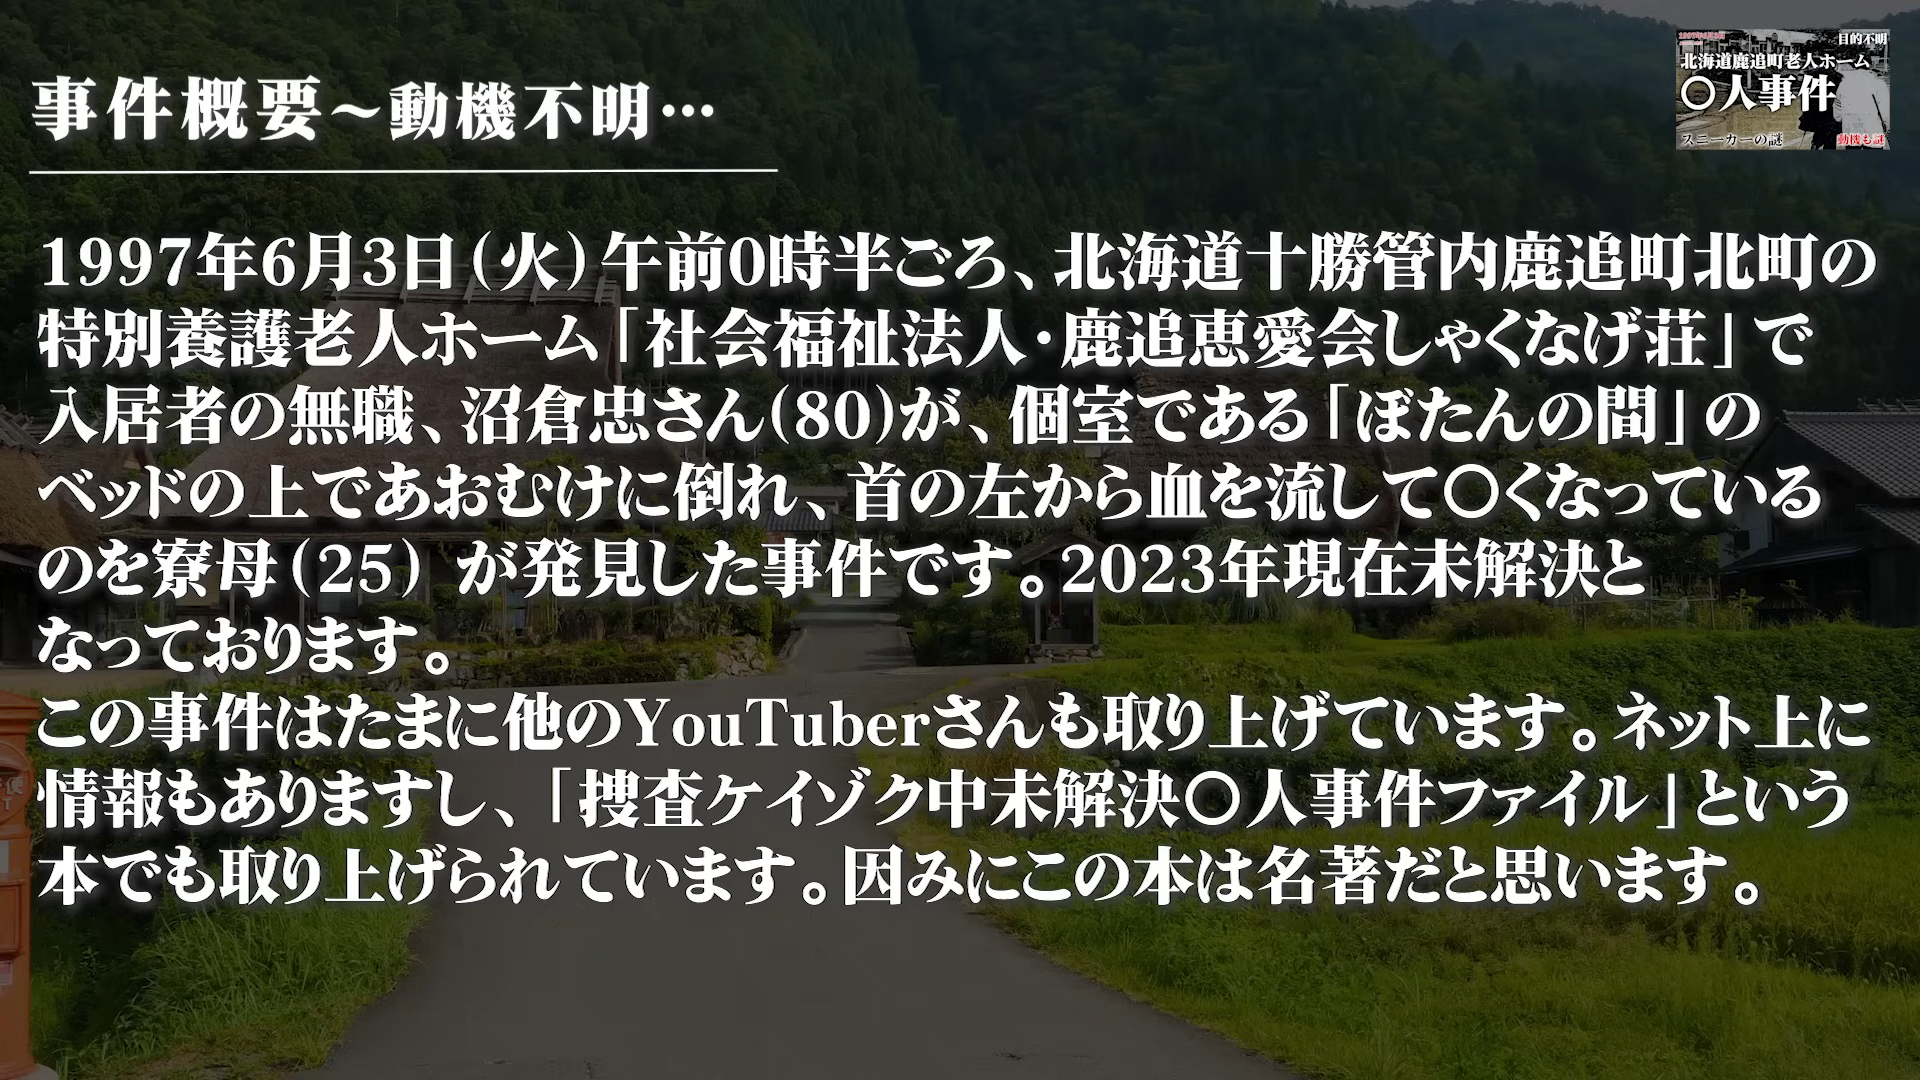 事件概要～動機不明…
1997年6月3日
目的不明
北海道鹿追町老人ホーム
〇人事件
スニーカーの謎
動機も謎
1997年6月3日（火）午前0時半ごろ、北海道十勝管内鹿追町北町の
特別養護老人ホーム「社会福祉法人・鹿追恵愛会しゃくなげ荘」で
入居者の無職、沼倉忠さん(80)が、個室である「ぼたんの間」の
ベッドの上であおむけに倒れ、首の左から血を流して〇くなっている
のを寮母（25） が発見した事件です。2023年現在未解決と
なっております。
この事件はたまに他のYouTuberさんも取り上げています。ネット上に
情報もありますし、「捜査ケイゾク中未解決〇人事件ファイル」という
本でも取り上げられています。因みにこの本は名著だと思います。